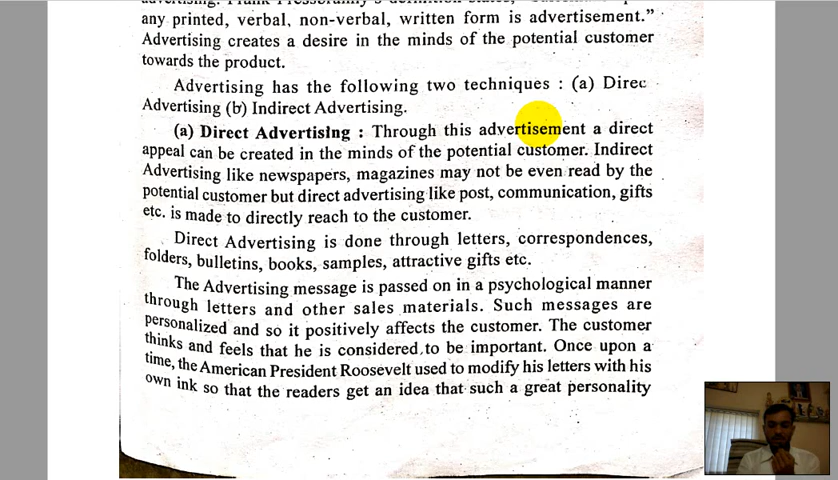 any printed, verbal, non-verbal, written form is advertisement.”
Advertising creates a desire in the minds of the potential customer
towards the product.
Advertising has the following two techniques : (a) Direc
Advertising (b) Indirect Advertising.
(a) Direct Advertising : Through this advertisement a direct
appeal can be created in the minds of the potential customer. Indirect
Advertising like newspapers, magazines may not be even read by the
potential customer but direct advertising like post, communication, gifts
etc. is made to directly reach to the customer.
Direct Advertising is done through letters, correspondences,
folders, bulletins, books, samples, attractive gifts etc.
The Advertising message is passed on in a psychological manner
through letters and other sales materials. Such messages are
personalized and so it positively affects the customer. The customer
thinks and feels that he is considered to be important. Once upon a
time, the American President Roosevelt used to modify his letters with his
own ink so that the readers get an idea that such a great personality